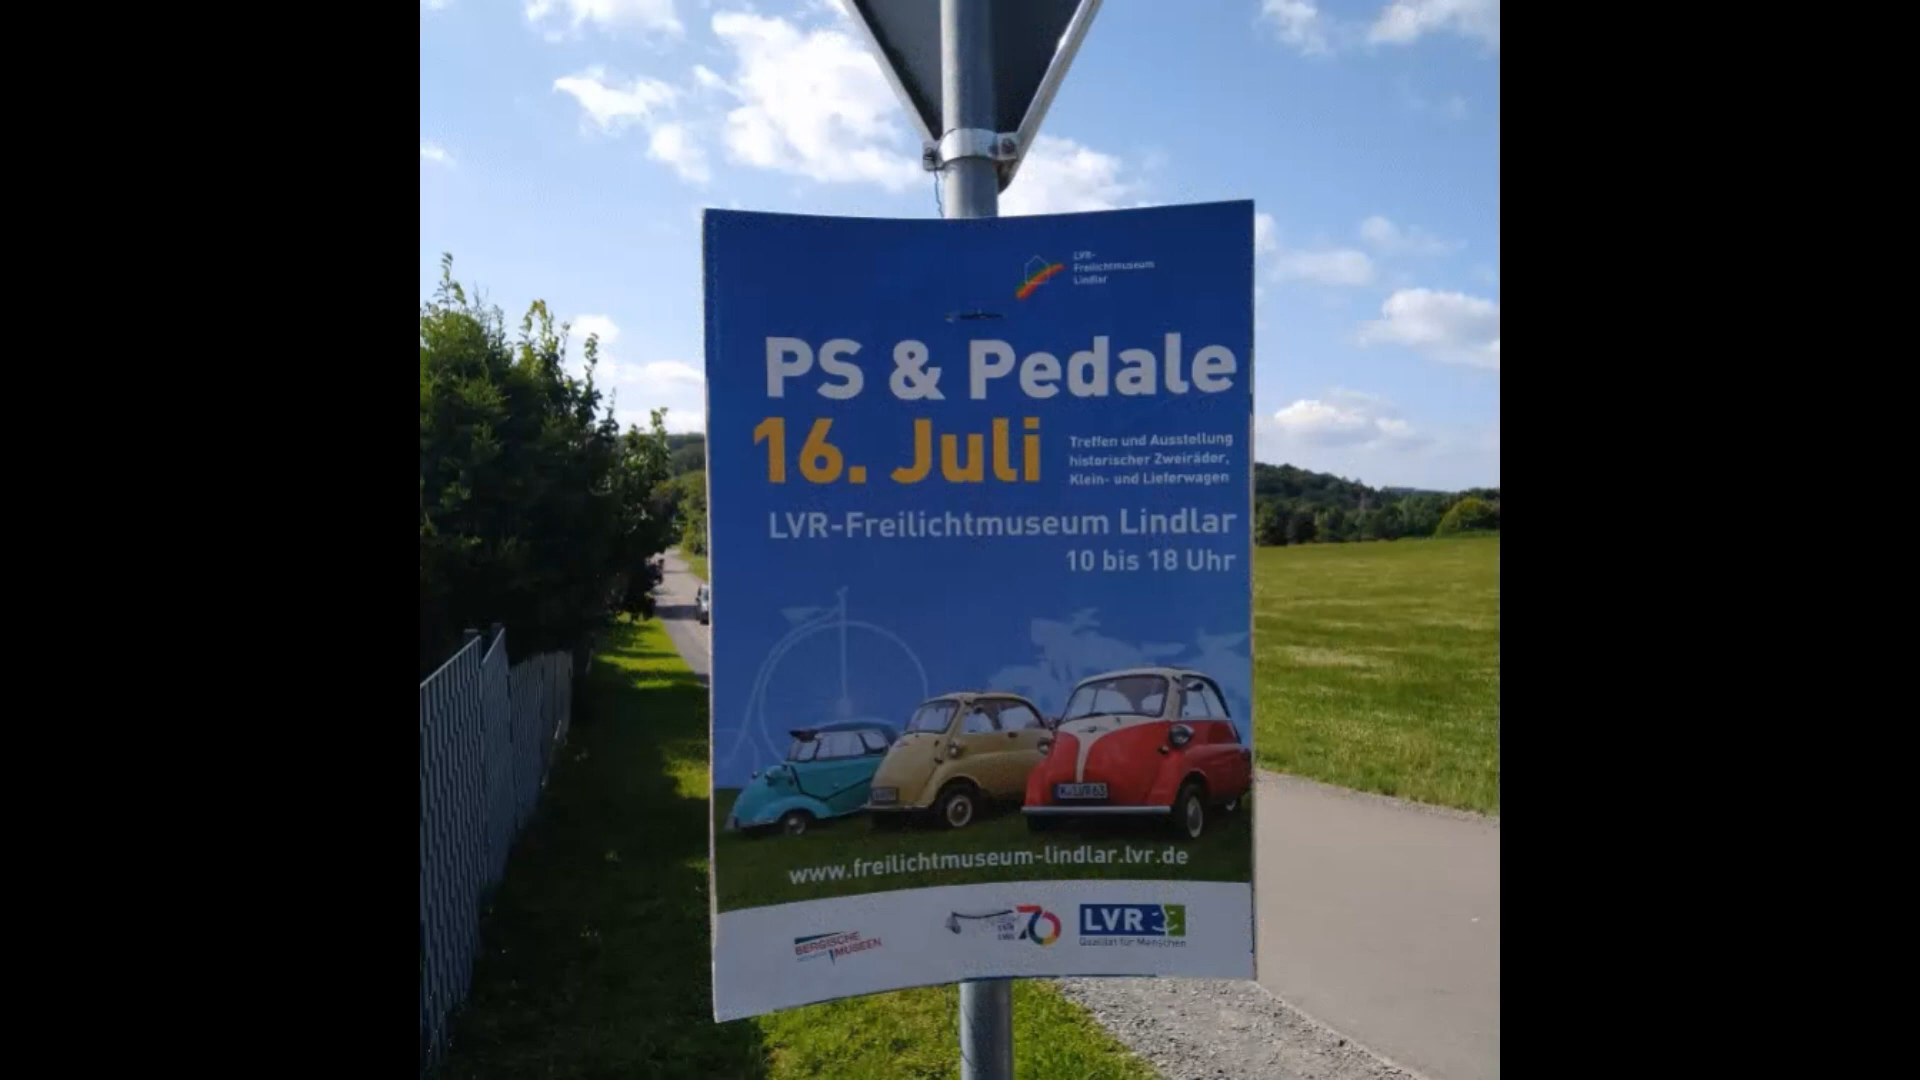 LVR-
Freilichtmuseum
Lindlar
PS & Pedale
16. Juli
Treffen und Ausstellung
historischer Zweiräder,
Klein- und Lieferwagen
LVR-Freilichtmuseum Lindlar
10 bis 18 Uhr
K·LVR63
www.freilichtmuseum-lindlar.lvr.de
BERGISCHE
MUSEEN
70
LVR
Qualität für Menschen